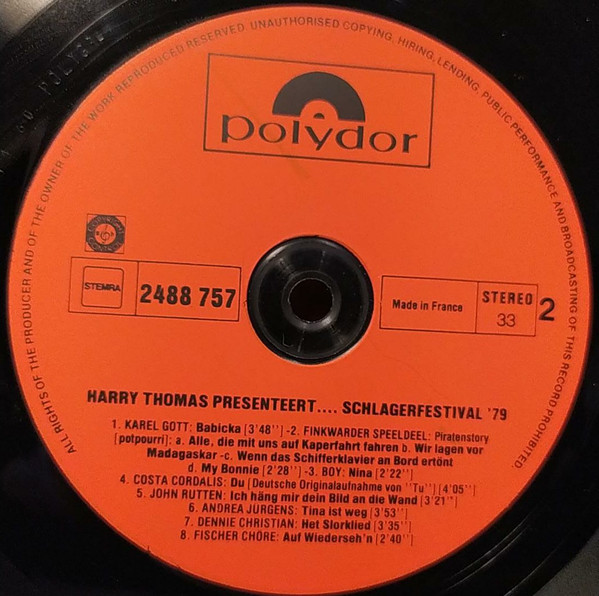 ALL RIGHTS OF THE PRODUCER AND OF THE OWNER OF THE WORK REPRODUCED RESERVED. UNAUTHORISED COPYING, HIRING, LENDING, PUBLIC PERFORMANCE AND BROADCASTING OF THIS RECORD PROHIBITED.
polydor
STEMRA
2488 757
Made in France
STEREO
33
2
HARRY THOMAS PRESENTEERT.... SCHLAGERFESTIVAL '79
1. KAREL GOTT: Babicka [3'48''] -2. FINKWARDER SPEELDEEL: Piratenstory
[potpourri]: a. Alle, die mit uns auf Kaperfahrt fahren b. Wir lagen vor
Madagaskar -c. Wenn das Schifferklavier an Bord ertönt
d. My Bonnie [2'28''] -3. BOY: Nina [2'22'']
4. COSTA CORDALIS: Du [Deutsche Originalaufnahme von ''Tu''] [4'05'']
5. JOHN RUTTEN: Ich häng mir dein Bild an die Wand [3'21'']
6. ANDREA JÜRGENS: Tina ist weg [3'53'']
7. DENNIE CHRISTIAN: Het Slorklied [3'35'']
8. FISCHER CHÖRE: Auf Wiederseh'n [2'40'']